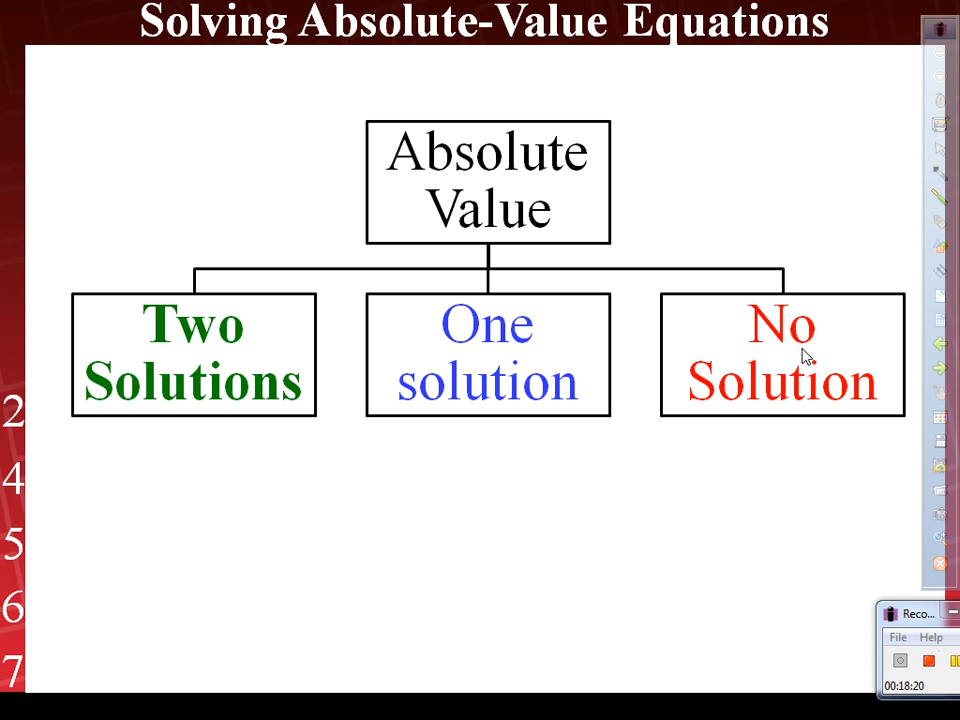 Solving Absolute-Value Equations
Absolute
Value
Two
Solutions
One
solution
No
Solution
2
4
5
6
7
Reco...
File Help
00:18:20